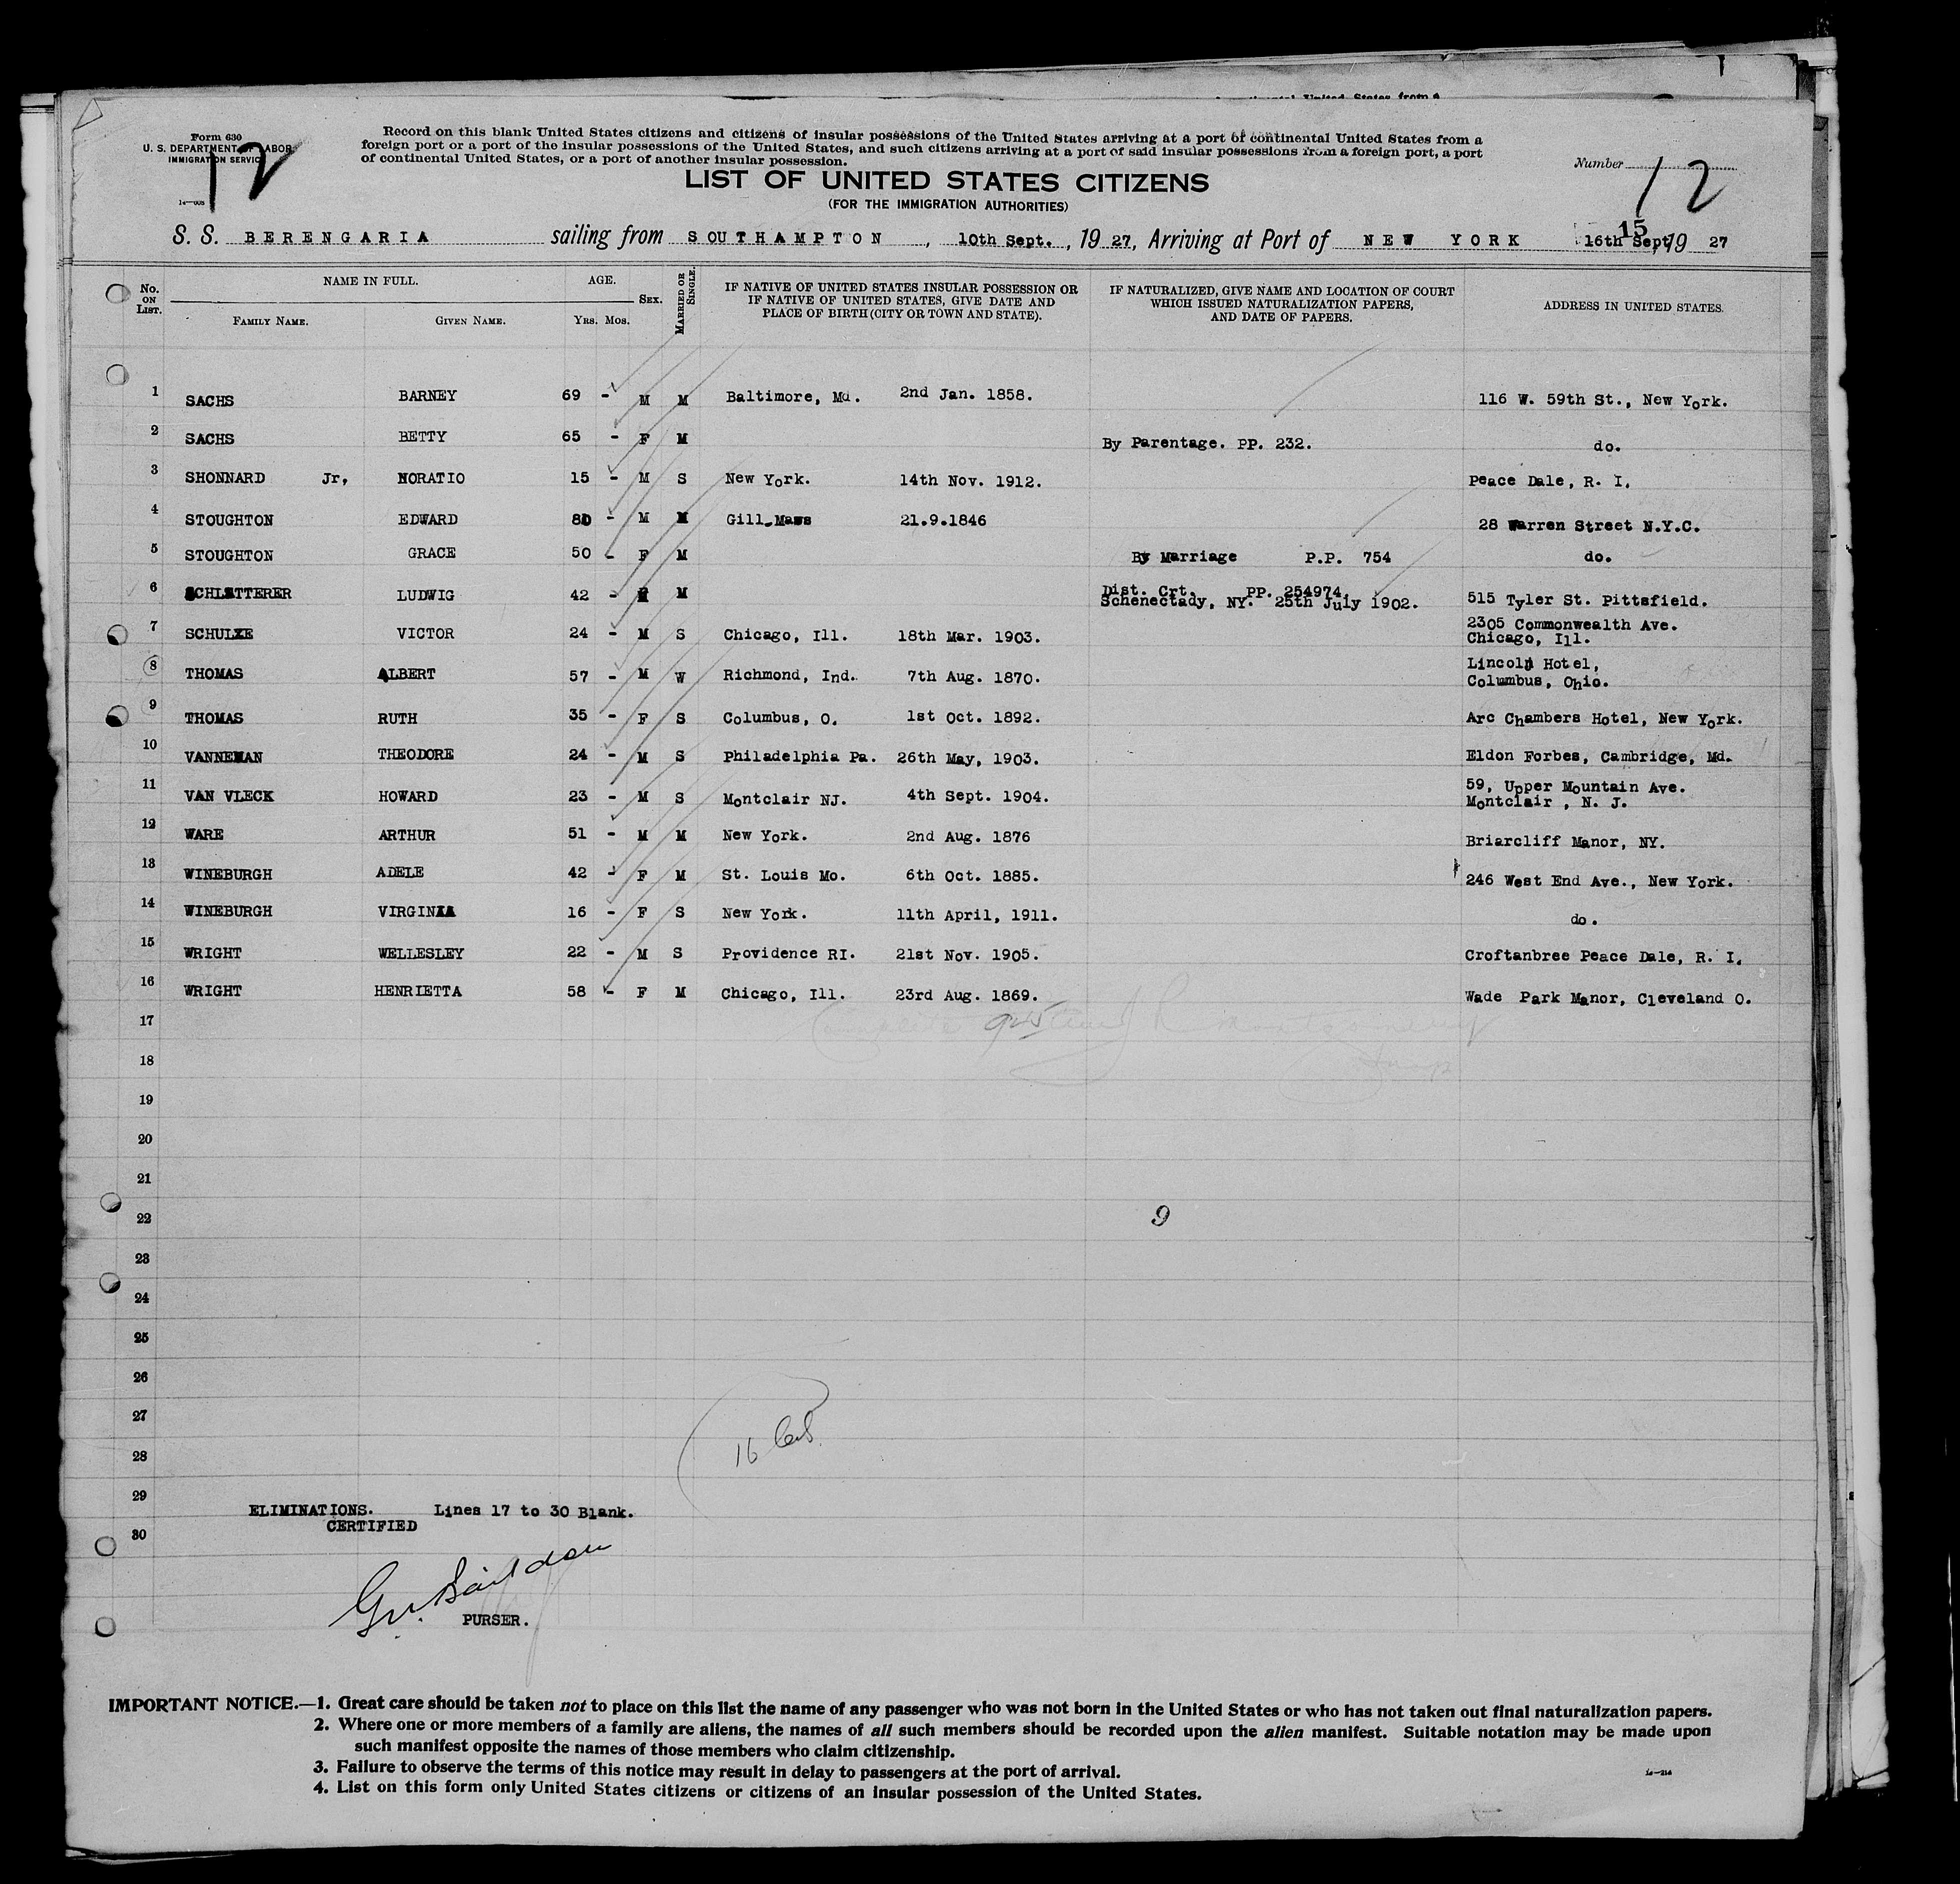 Form 630
U. S. DEPARTMENT OF LABOR
IMMIGRATION SERVICE
12
14—508
Record on this blank United States citizens and citizens of insular possessions of the United States arriving at a port of continental United States from a
foreign port or a port of the insular possessions of the United States, and such citizens arriving at a port of said insular possessions from a foreign port, a port
of continental United States, or a port of another insular possession.
Number 12
LIST OF UNITED STATES CITIZENS
(FOR THE IMMIGRATION AUTHORITIES)
S. S. BERENGARIA sailing from SOUTHAMPTON, 10th Sept., 19 27, Arriving at Port of NEW YORK 16th Sept 15, 19 27
No. ON LIST. NAME IN FULL. AGE. SEX. MARRIED OR SINGLE. IF NATIVE OF UNITED STATES INSULAR POSSESSION OR IF NATIVE OF UNITED STATES, GIVE DATE AND PLACE OF BIRTH (CITY OR TOWN AND STATE). IF NATURALIZED, GIVE NAME AND LOCATION OF COURT WHICH ISSUED NATURALIZATION PAPERS, AND DATE OF PAPERS. ADDRESS IN UNITED STATES.
FAMILY NAME. GIVEN NAME. YRS. MOS.
1 SACHS BARNEY 69 - M M Baltimore, Md. 2nd Jan. 1858. 116 W. 59th St., New York.
2 SACHS BETTY 65 - F M By Parentage. PP. 232. do.
3 SHONNARD Jr, HORATIO 15 - M S New York. 14th Nov. 1912. Peace Dale, R. I.
4 STOUGHTON EDWARD 80 - M M Gill Mass 21.9.1846 28 Warren Street N.Y.C.
5 STOUGHTON GRACE 50 - F M By Marriage P.P. 754 do.
6 SCHLATTERER LUDWIG 42 - M M Dist. Crt. PP. 254974. Schenectady, NY. 25th July 1902. 515 Tyler St. Pittsfield.
7 SCHULZE VICTOR 24 - M S Chicago, Ill. 18th Mar. 1903. 2305 Commonwealth Ave. Chicago, Ill.
8 THOMAS ALBERT 57 - M W Richmond, Ind. 7th Aug. 1870. Lincoln Hotel, Columbus, Ohio.
9 THOMAS RUTH 35 - F S Columbus, O. 1st Oct. 1892. Arc Chambers Hotel, New York.
10 VANNEMAN THEODORE 24 - M S Philadelphia Pa. 26th May, 1903. Eldon Forbes, Cambridge, Md.
11 VAN VLECK HOWARD 23 - M S Montclair NJ. 4th Sept. 1904. 59, Upper Mountain Ave. Montclair, N. J.
12 WARE ARTHUR 51 - M M New York. 2nd Aug. 1876 Briarcliff Manor, NY.
13 WINEBURGH ADELE 42 - F M St. Louis Mo. 6th Oct. 1885. 246 West End Ave., New York.
14 WINEBURGH VIRGINIA 16 - F S New York. 11th April, 1911. do.
15 WRIGHT WELLESLEY 22 - M S Providence RI. 21st Nov. 1905. Croftanbree Peace Dale, R. I.
16 WRIGHT HENRIETTA 58 - F M Chicago, Ill. 23rd Aug. 1869. Wade Park Manor, Cleveland O.
17
18
19
20
21
22 9
23
24
25
26
27
28 16
29
ELIMINATIONS. Lines 17 to 30 Blank.
30 CERTIFIED
PURSER.
IMPORTANT NOTICE.—1. Great care should be taken not to place on this list the name of any passenger who was not born in the United States or who has not taken out final naturalization papers.
2. Where one or more members of a family are aliens, the names of all such members should be recorded upon the alien manifest. Suitable notation may be made upon
such manifest opposite the names of those members who claim citizenship.
3. Failure to observe the terms of this notice may result in delay to passengers at the port of arrival.
4. List on this form only United States citizens or citizens of an insular possession of the United States.